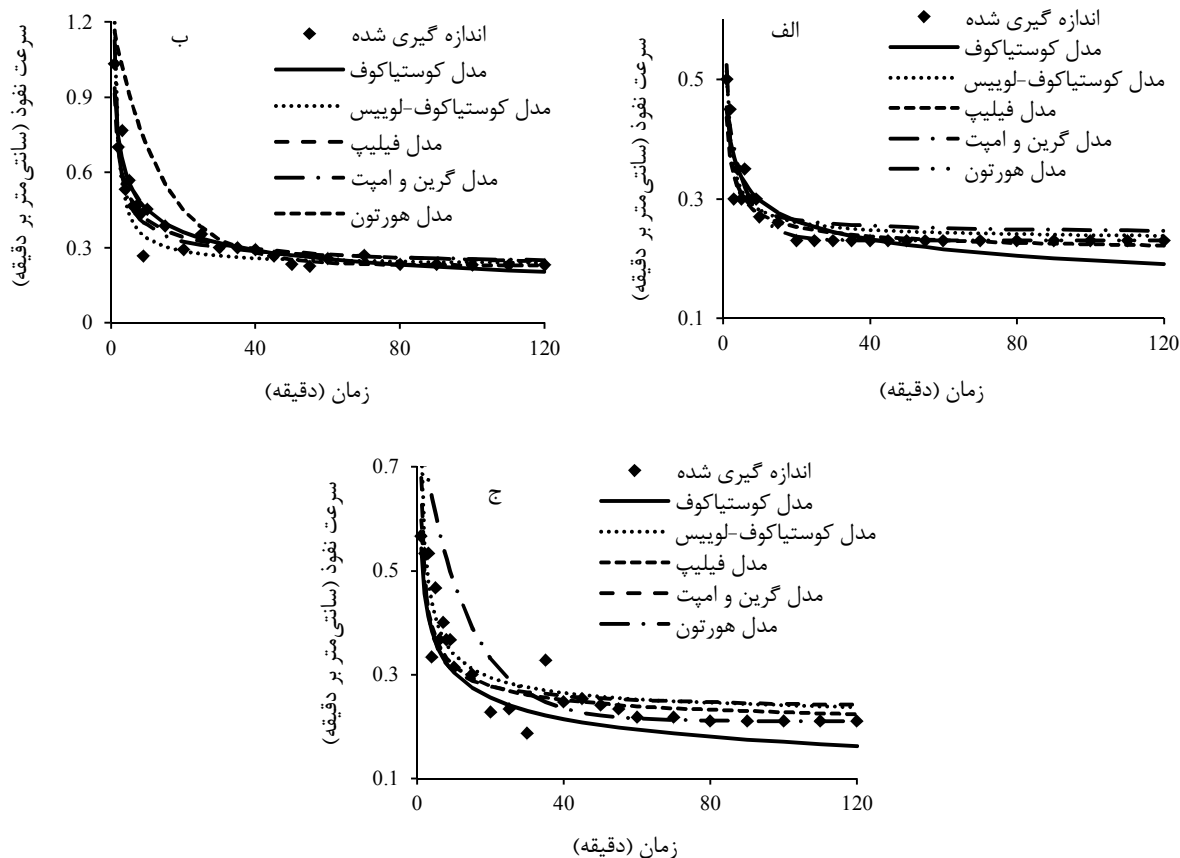 الف
اندازه گیری شده
مدل کوستیاکوف
مدل کوستیاکوف-لوییس
مدل فیلیپ
مدل گرین و امپت
مدل هورتون
سرعت نفوذ (سانتی‌متر بر دقیقه)
0.5
0.3
0.1
0 40 80 120
زمان (دقیقه)
ب
اندازه گیری شده
مدل کوستیاکوف
مدل کوستیاکوف-لوییس
مدل فیلیپ
مدل گرین و امپت
مدل هورتون
سرعت نفوذ (سانتی‌متر بر دقیقه)
1.2
0.9
0.6
0.3
0
0 40 80 120
زمان (دقیقه)
ج
اندازه گیری شده
مدل کوستیاکوف
مدل کوستیاکوف-لوییس
مدل فیلیپ
مدل گرین و امپت
مدل هورتون
سرعت نفوذ (سانتی‌متر بر دقیقه)
0.7
0.5
0.3
0.1
0 40 80 120
زمان (دقیقه)